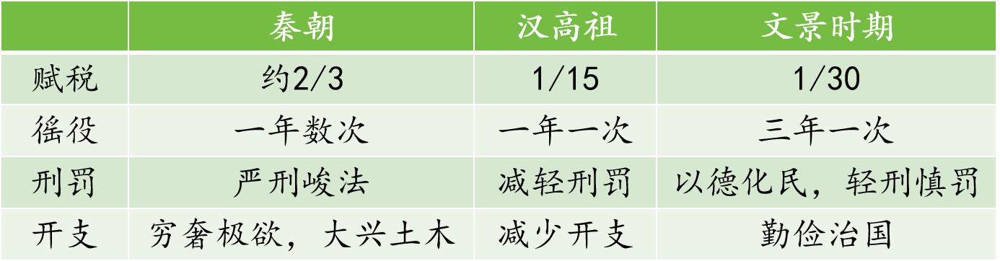 秦朝 汉高祖 文景时期
赋税 约2/3 1/15 1/30
徭役 一年数次 一年一次 三年一次
刑罚 严刑峻法 减轻刑罚 以德化民，轻刑慎罚
开支 穷奢极欲，大兴土木 减少开支 勤俭治国